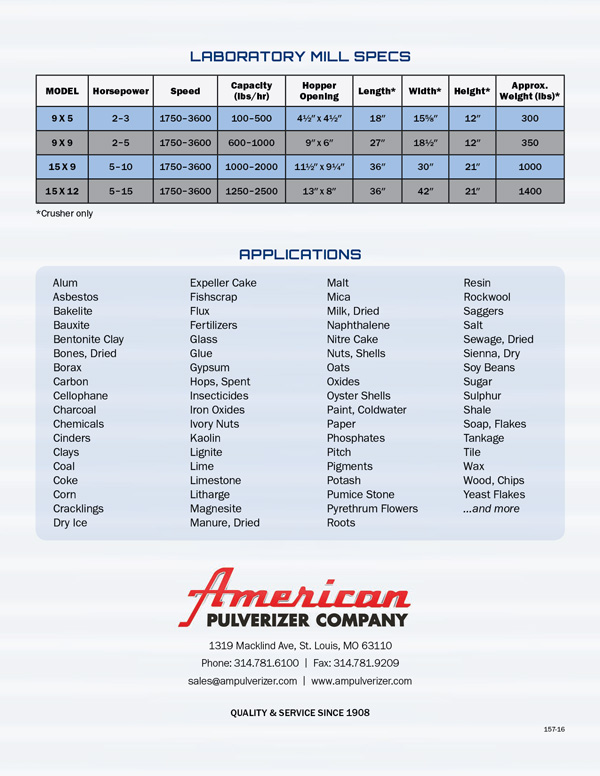 LABORATORY MILL SPECS
MODEL Horsepower Speed Capacity (lbs/hr) Hopper Opening Length* Width* Height* Approx. Weight (lbs)*
9 X 5 2–3 1750–3600 100–500 4½″ x 4½″ 18″ 15⅝″ 12″ 300
9 X 9 2–5 1750–3600 600–1000 9″ x 6″ 27″ 18½″ 12″ 350
15 X 9 5–10 1750–3600 1000–2000 11½″ x 9¼″ 36″ 30″ 21″ 1000
15 X 12 5–15 1750–3600 1250–2500 13″ x 8″ 36″ 42″ 21″ 1400
*Crusher only
APPLICATIONS
Alum
Asbestos
Bakelite
Bauxite
Bentonite Clay
Bones, Dried
Borax
Carbon
Cellophane
Charcoal
Chemicals
Cinders
Clays
Coal
Coke
Corn
Cracklings
Dry Ice
Expeller Cake
Fishscrap
Flux
Fertilizers
Glass
Glue
Gypsum
Hops, Spent
Insecticides
Iron Oxides
Ivory Nuts
Kaolin
Lignite
Lime
Limestone
Litharge
Magnesite
Manure, Dried
Malt
Mica
Milk, Dried
Naphthalene
Nitre Cake
Nuts, Shells
Oats
Oxides
Oyster Shells
Paint, Coldwater
Paper
Phosphates
Pitch
Pigments
Potash
Pumice Stone
Pyrethrum Flowers
Roots
Resin
Rockwool
Saggers
Salt
Sewage, Dried
Sienna, Dry
Soy Beans
Sugar
Sulphur
Shale
Soap, Flakes
Tankage
Tile
Wax
Wood, Chips
Yeast Flakes
...and more
American
PULVERIZER COMPANY
1319 Macklind Ave, St. Louis, MO 63110
Phone: 314.781.6100 | Fax: 314.781.9209
sales@ampulverizer.com | www.ampulverizer.com
QUALITY & SERVICE SINCE 1908
157-16